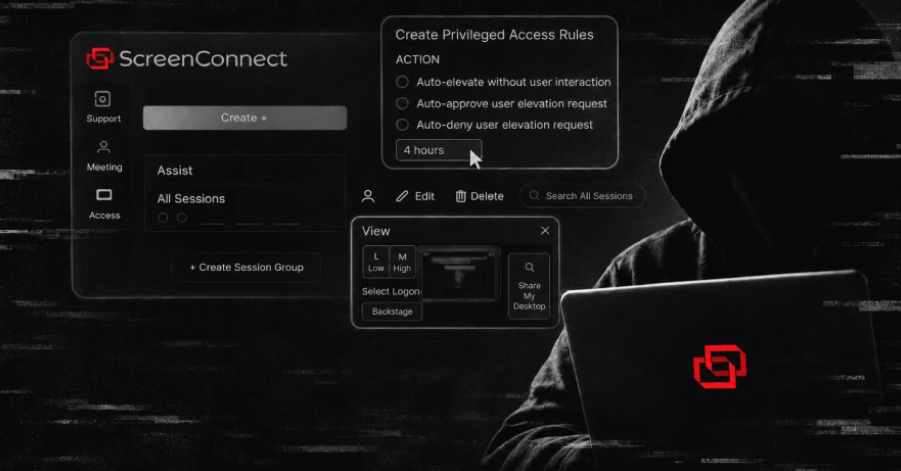 ScreenConnect
Support
Meeting
Access
Create +
Assist
All Sessions
+ Create Session Group
Create Privileged Access Rules
ACTION
Auto-elevate without user interaction
Auto-approve user elevation request
Auto-deny user elevation request
4 hours
Edit
Delete
Search All Sessions
View
L M
Low High
Select Logon
Backstage
Share
My
Desktop